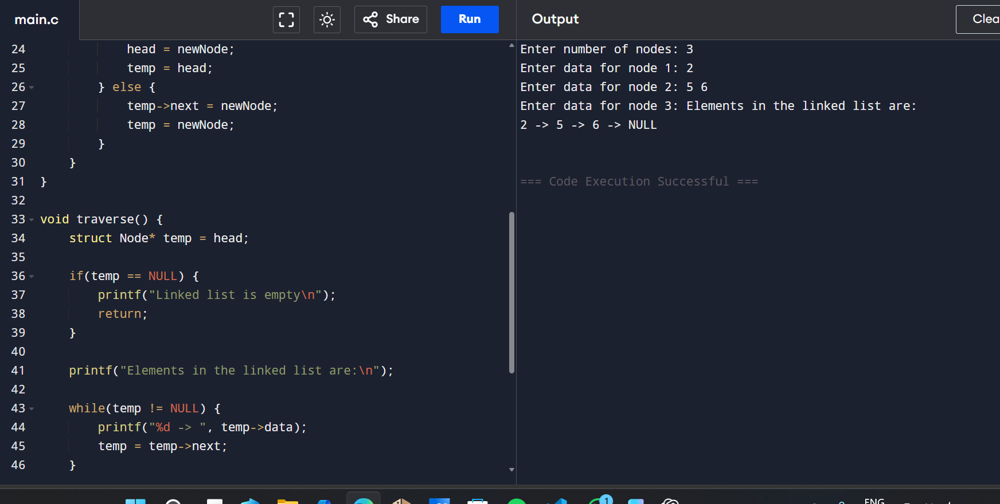 main.c
Share
Run
Output
Clea
24 head = newNode;
25 temp = head;
26 } else {
27 temp->next = newNode;
28 temp = newNode;
29 }
30 }
31 }
32
33 void traverse() {
34 struct Node* temp = head;
35
36 if(temp == NULL) {
37 printf("Linked list is empty\n");
38 return;
39 }
40
41 printf("Elements in the linked list are:\n");
42
43 while(temp != NULL) {
44 printf("%d -> ", temp->data);
45 temp = temp->next;
46 }
Enter number of nodes: 3
Enter data for node 1: 2
Enter data for node 2: 5 6
Enter data for node 3: Elements in the linked list are:
2 -> 5 -> 6 -> NULL
=== Code Execution Successful ===
1
ENG